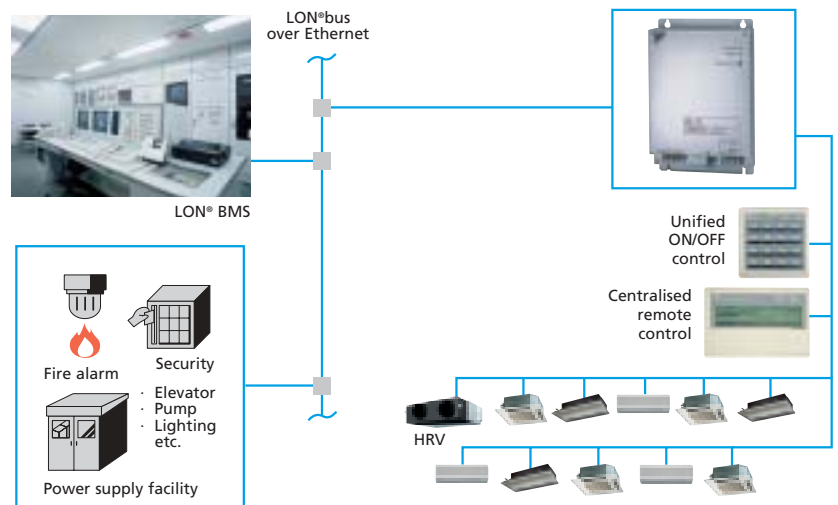 LON®bus
over Ethernet
LON® BMS
Unified
ON/OFF
control
Centralised
remote
control
Fire alarm
Security
· Elevator
· Pump
· Lighting
etc.
Power supply facility
HRV